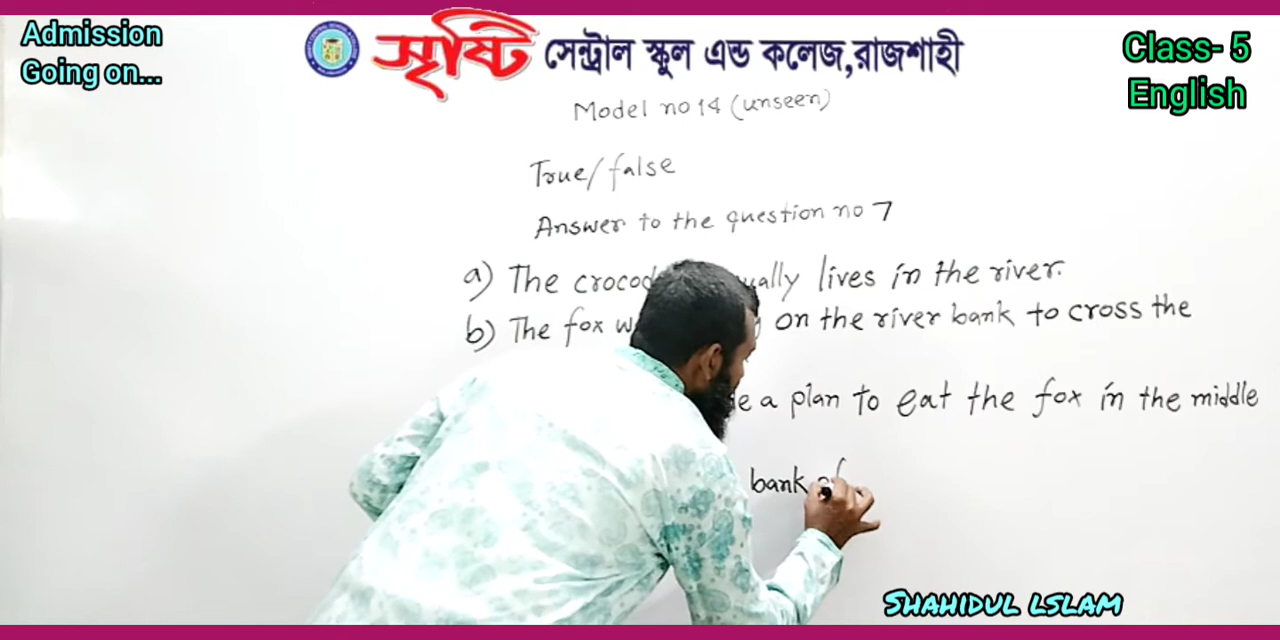 Admission
Going on...
সৃষ্টি সেন্ট্রাল স্কুল এন্ড কলেজ,রাজশাহী
Class- 5
English
Model no 14 (unseen)
True/false
Answer to the question no 7
a) The ually lives in the river.
b) The fox on the river bank to cross the
a plan to eat the fox in the middle
bank of
SHAHIDUL lSLAM